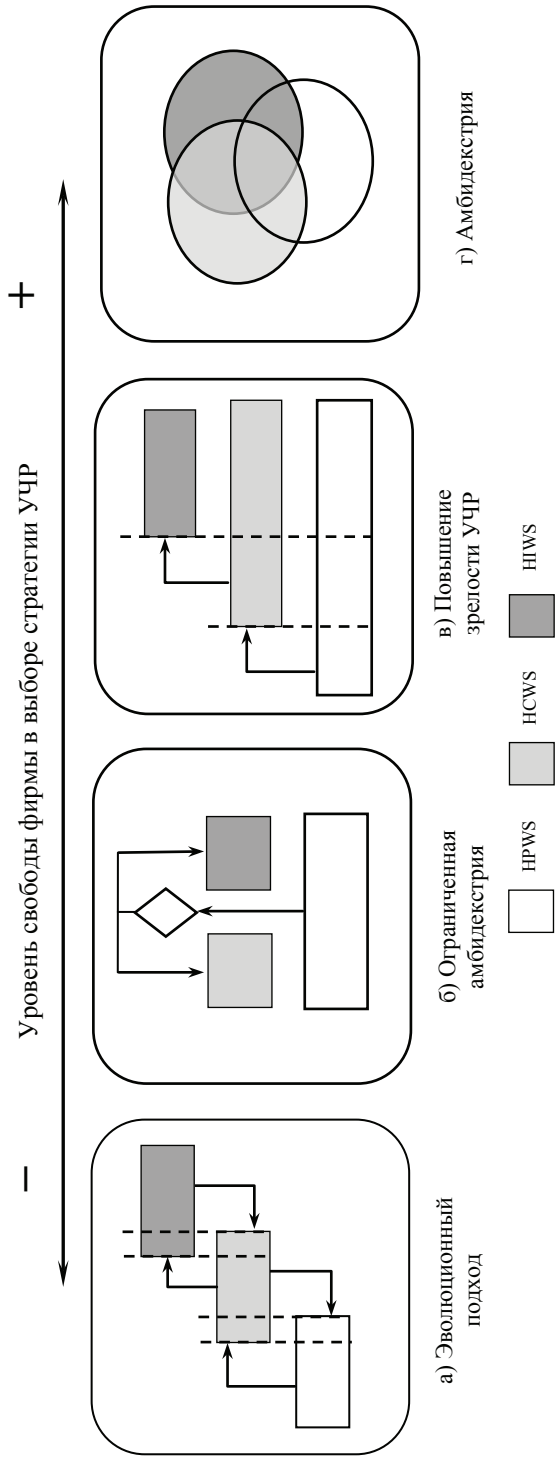 Уровень свободы фирмы в выборе стратегии УЧР
− +
а) Эволюционный
подход
б) Ограниченная
амбидекстрия
в) Повышение
зрелости УЧР
г) Амбидекстрия
HPWS
HCWS
HIWS